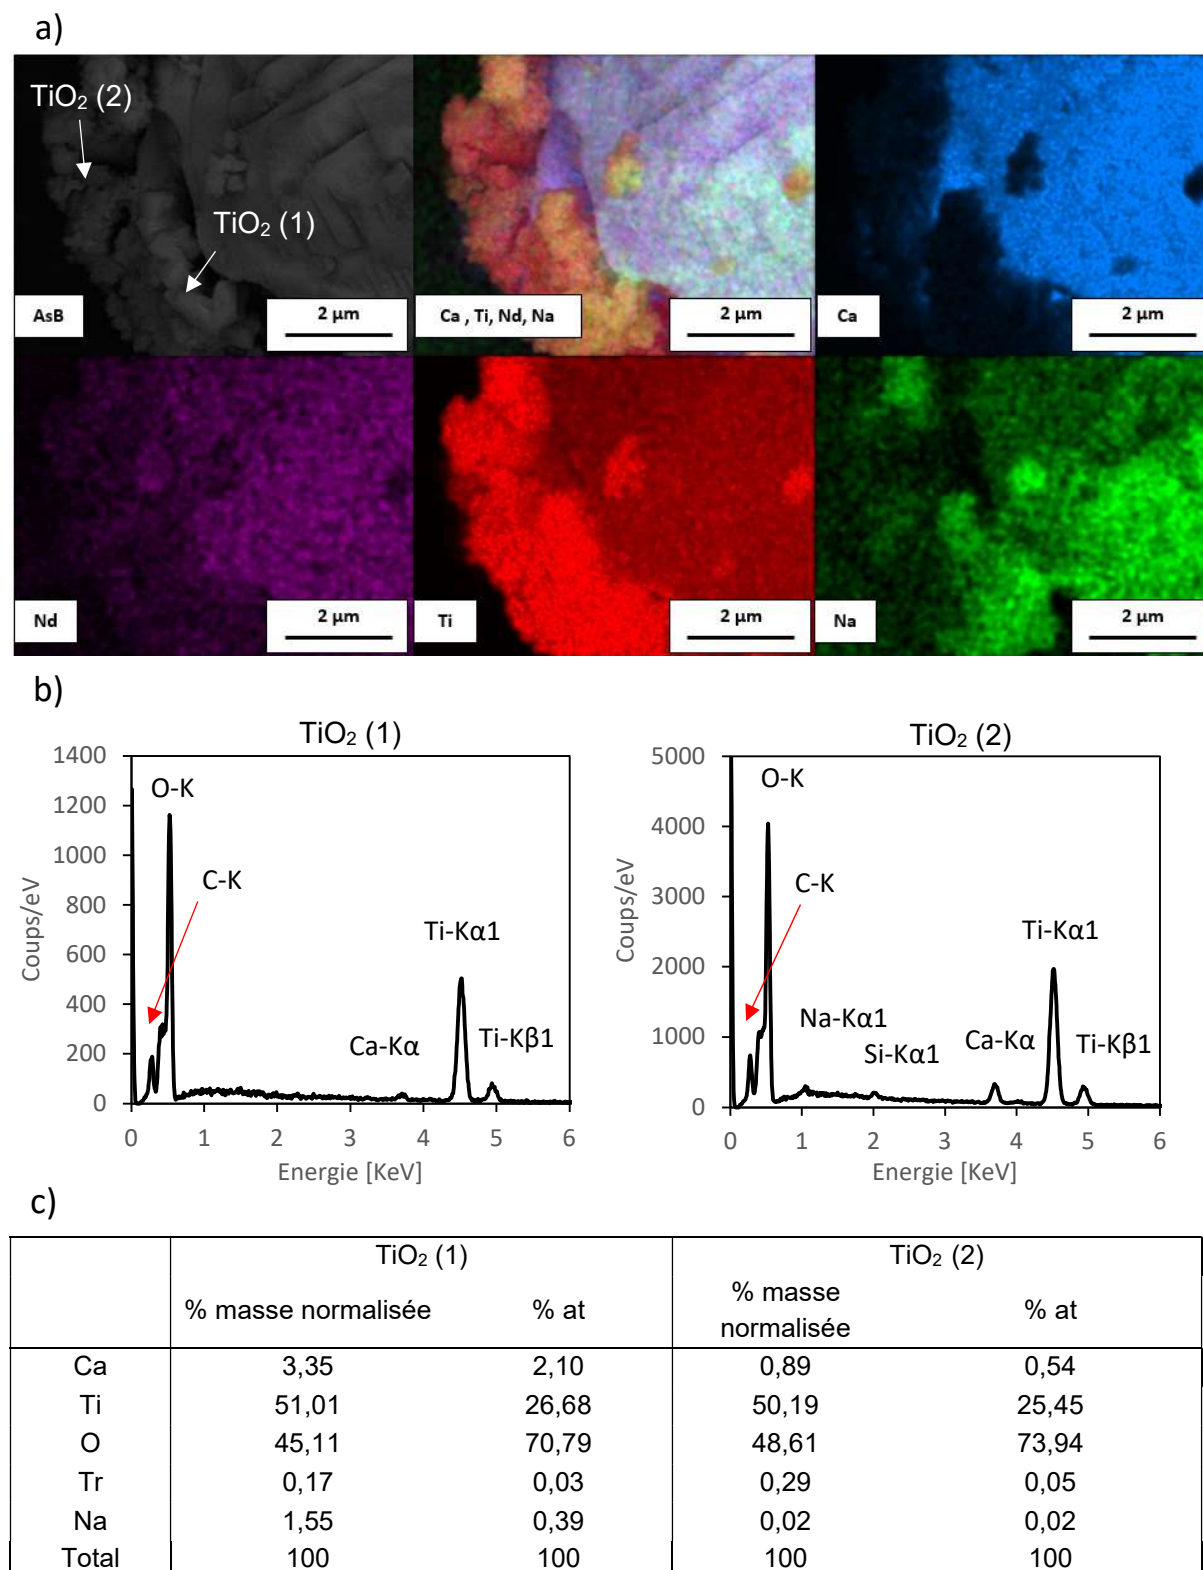 a)
TiO₂ (2)
TiO₂ (1)
AsB
2 µm
Ca , Ti, Nd, Na
2 µm
Ca
2 µm
Nd
2 µm
Ti
2 µm
Na
2 µm
b)
TiO₂ (1)
1400
1200
1000
800
600
400
200
0
Coups/eV
O-K
C-K
Ca-Kα
Ti-Kα1
Ti-Kβ1
0 1 2 3 4 5 6
Energie [KeV]
TiO₂ (2)
5000
4000
3000
2000
1000
0
Coups/eV
O-K
C-K
Na-Kα1
Si-Kα1
Ca-Kα
Ti-Kα1
Ti-Kβ1
0 1 2 3 4 5 6
Energie [KeV]
c)
TiO₂ (1) TiO₂ (2)
% masse normalisée % at % masse normalisée % at
Ca 3,35 2,10 0,89 0,54
Ti 51,01 26,68 50,19 25,45
O 45,11 70,79 48,61 73,94
Tr 0,17 0,03 0,29 0,05
Na 1,55 0,39 0,02 0,02
Total 100 100 100 100